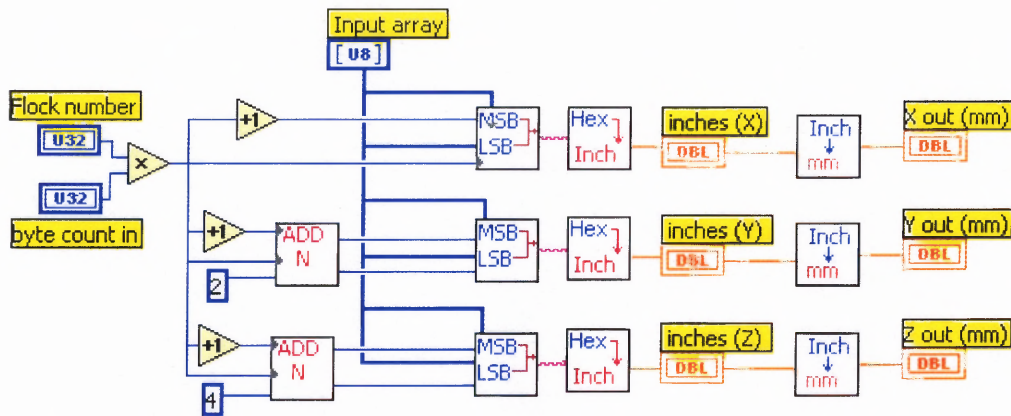 Input array
[U8]
Flock number
U32
×
U32
byte count in
+1
MSB
LSB
Hex
Inch
inches (X)
DBL
Inch
mm
X out (mm)
DBL
+1
ADD
N
2
MSB
LSB
Hex
Inch
inches (Y)
DBL
Inch
mm
Y out (mm)
DBL
+1
ADD
N
4
MSB
LSB
Hex
Inch
inches (Z)
DBL
Inch
mm
Z out (mm)
DBL